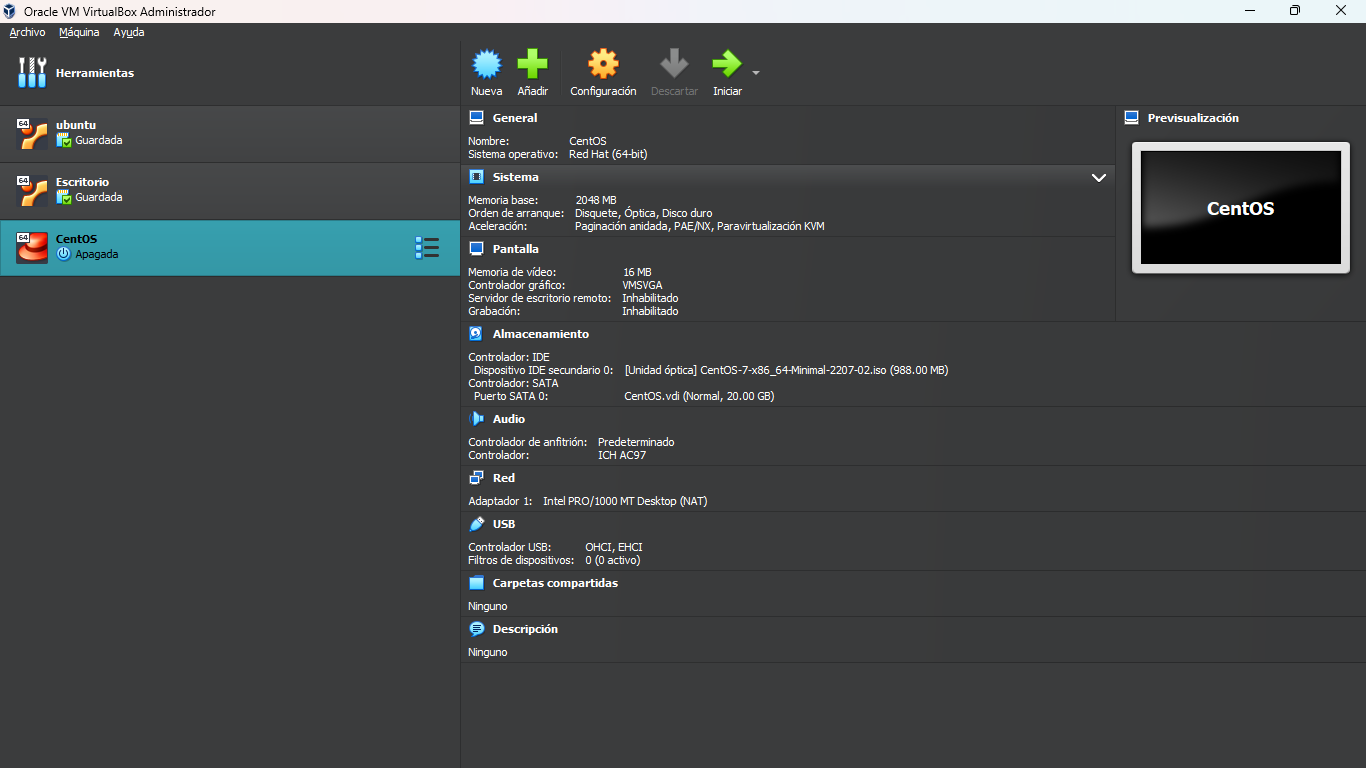 Oracle VM VirtualBox Administrador
Archivo Máquina Ayuda
Herramientas
64
ubuntu
Guardada
64
Escritorio
Guardada
64
CentOS
Apagada
Nueva Añadir Configuración Descartar Iniciar
General
Nombre: CentOS
Sistema operativo: Red Hat (64-bit)
Sistema
Memoria base: 2048 MB
Orden de arranque: Disquete, Óptica, Disco duro
Aceleración: Paginación anidada, PAE/NX, Paravirtualización KVM
Pantalla
Memoria de vídeo: 16 MB
Controlador gráfico: VMSVGA
Servidor de escritorio remoto: Inhabilitado
Grabación: Inhabilitado
Almacenamiento
Controlador: IDE
Dispositivo IDE secundario 0: [Unidad óptica] CentOS-7-x86_64-Minimal-2207-02.iso (988.00 MB)
Controlador: SATA
Puerto SATA 0: CentOS.vdi (Normal, 20.00 GB)
Audio
Controlador de anfitrión: Predeterminado
Controlador: ICH AC97
Red
Adaptador 1: Intel PRO/1000 MT Desktop (NAT)
USB
Controlador USB: OHCI, EHCI
Filtros de dispositivos: 0 (0 activo)
Carpetas compartidas
Ninguno
Descripción
Ninguno
Previsualización
CentOS